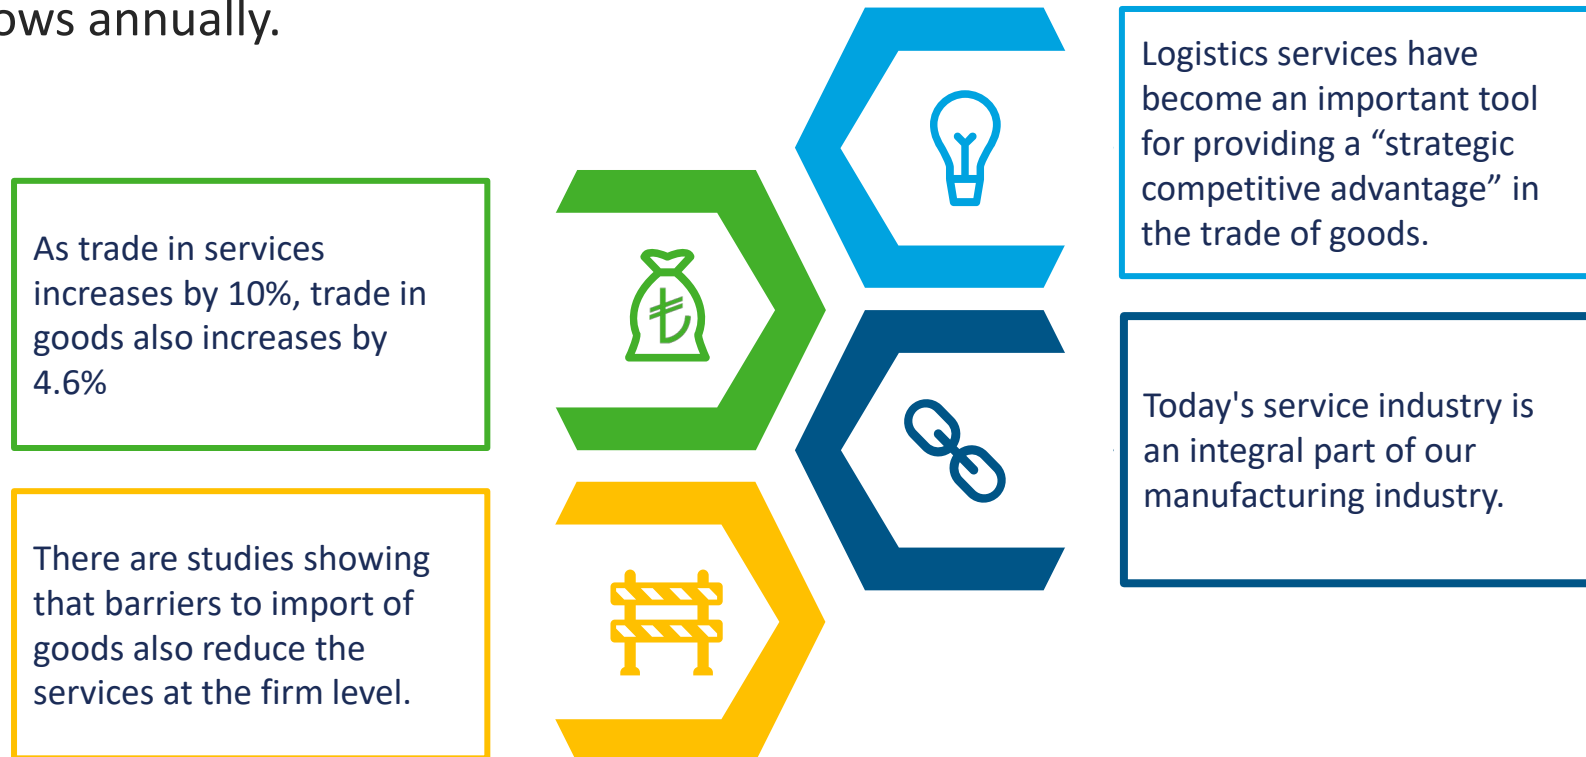 annually.
As trade in services
increases by 10%, trade in
goods also increases by
4.6%
There are studies showing
that barriers to import of
goods also reduce the
services at the firm level.
Logistics services have
become an important tool
for providing a “strategic
competitive advantage” in
the trade of goods.
Today's service industry is
an integral part of our
manufacturing industry.